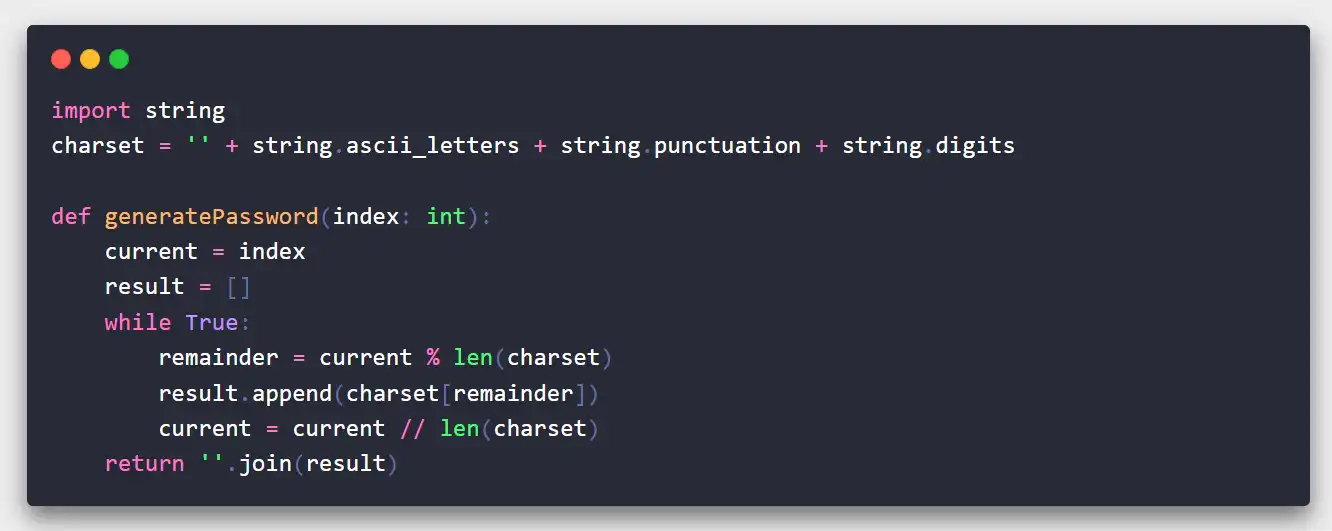 import string
charset = '' + string.ascii_letters + string.punctuation + string.digits

def generatePassword(index: int):
    current = index
    result = []
    while True:
        remainder = current % len(charset)
        result.append(charset[remainder])
        current = current // len(charset)
    return ''.join(result)